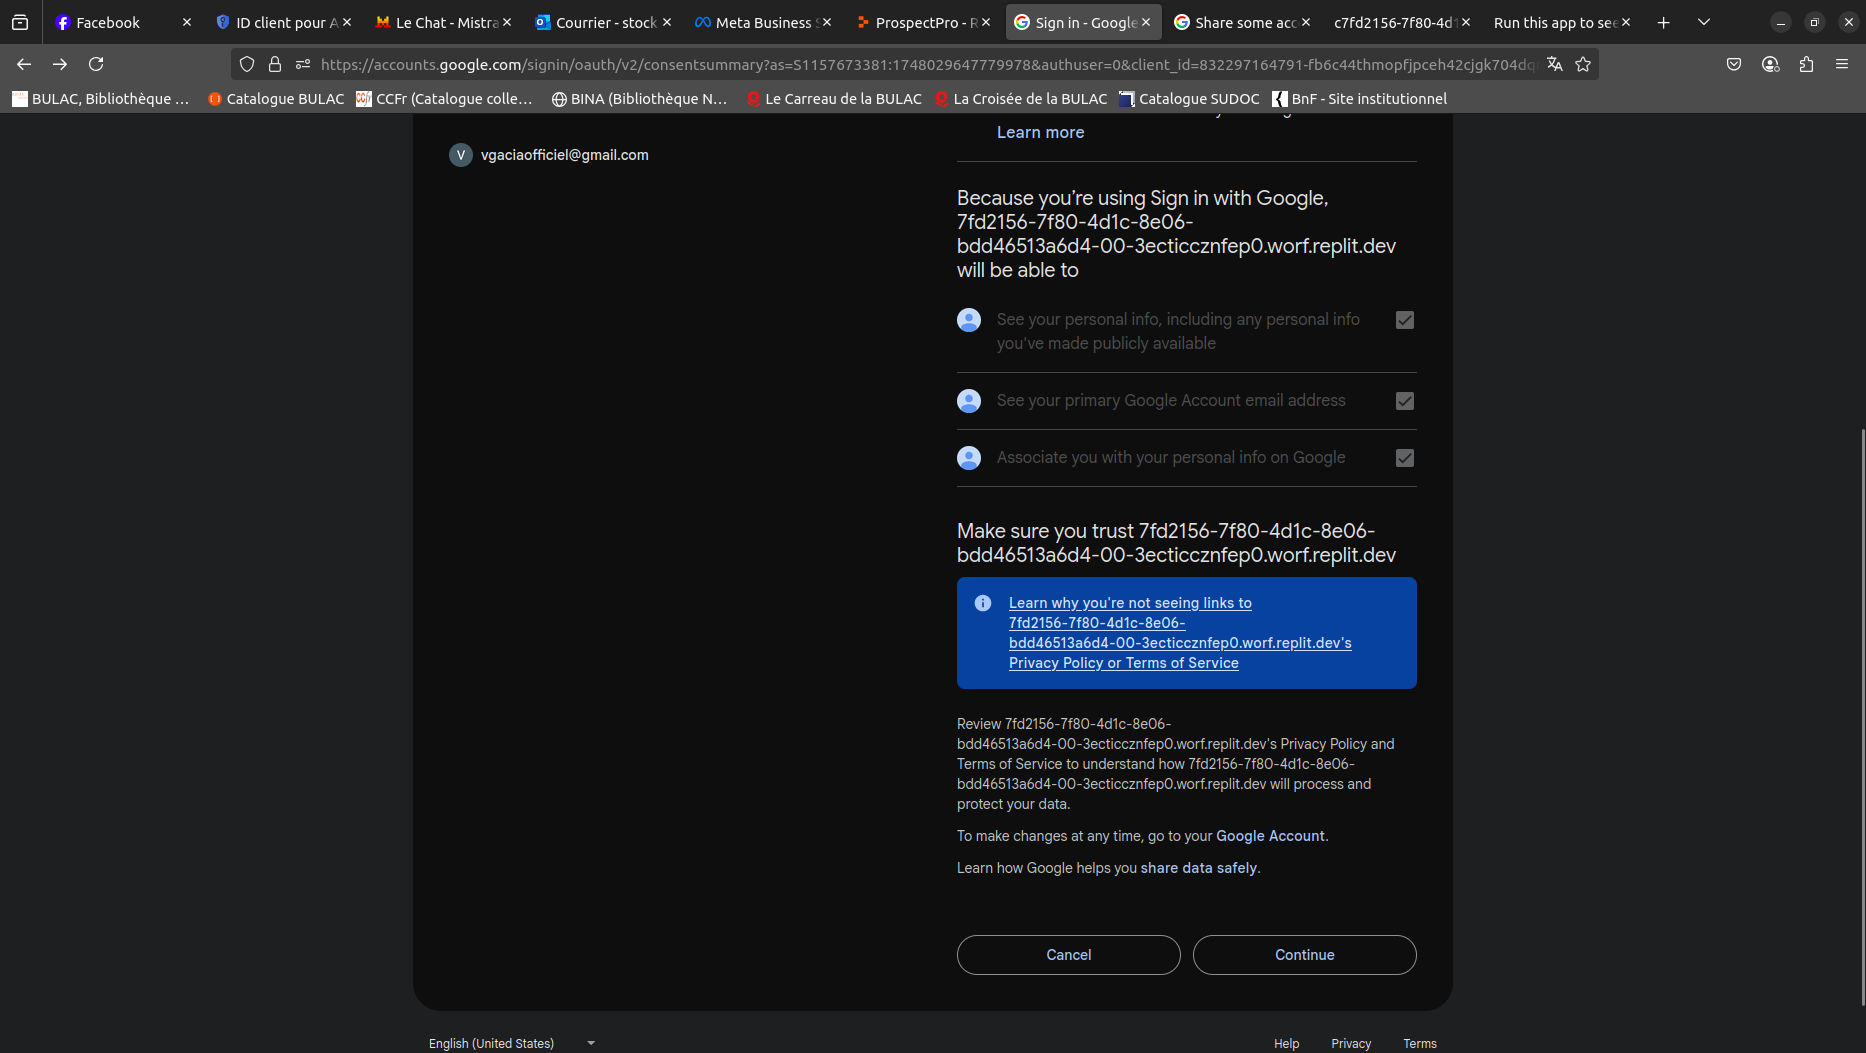 Facebook
ID client pour A
Le Chat - Mistra
Courrier - stock
Meta Business S
ProspectPro - R
Sign in - Google
Share some acc
c7fd2156-7f80-4d1
Run this app to see
https://accounts.google.com/signin/oauth/v2/consentsummary?as=S1157673381:1748029647779978&authuser=0&client_id=832297164791-fb6c44thmopfjpceh42cjgk704dq
BULAC, Bibliothèque ...
Catalogue BULAC
CCFr (Catalogue colle...
BINA (Bibliothèque N...
Le Carreau de la BULAC
La Croisée de la BULAC
Catalogue SUDOC
BnF - Site institutionnel
Learn more
V
vgaciaofficiel@gmail.com
Because you're using Sign in with Google,
7fd2156-7f80-4d1c-8e06-
bdd46513a6d4-00-3ecticcznfep0.worf.replit.dev
will be able to
See your personal info, including any personal info
you've made publicly available
See your primary Google Account email address
Associate you with your personal info on Google
Make sure you trust 7fd2156-7f80-4d1c-8e06-
bdd46513a6d4-00-3ecticcznfep0.worf.replit.dev
Learn why you're not seeing links to
7fd2156-7f80-4d1c-8e06-
bdd46513a6d4-00-3ecticcznfep0.worf.replit.dev's
Privacy Policy or Terms of Service
Review 7fd2156-7f80-4d1c-8e06-
bdd46513a6d4-00-3ecticcznfep0.worf.replit.dev's Privacy Policy and
Terms of Service to understand how 7fd2156-7f80-4d1c-8e06-
bdd46513a6d4-00-3ecticcznfep0.worf.replit.dev will process and
protect your data.
To make changes at any time, go to your Google Account.
Learn how Google helps you share data safely.
Cancel
Continue
English (United States)
Help
Privacy
Terms